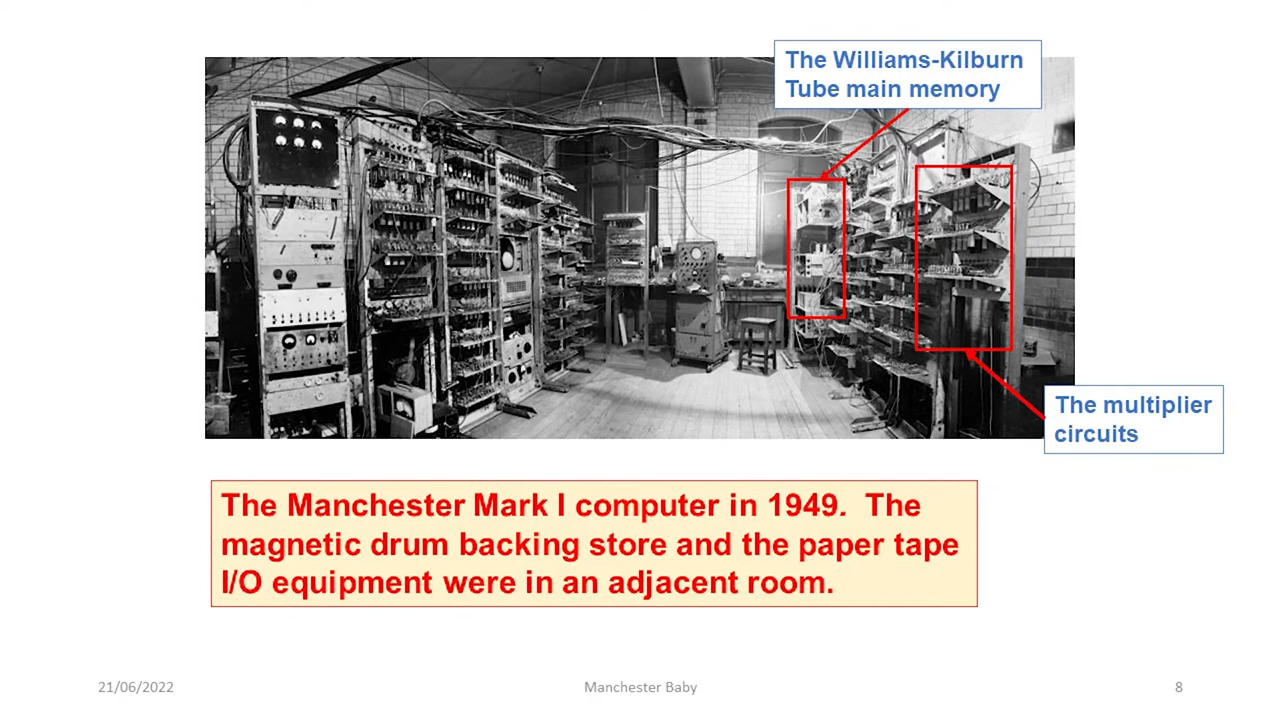 The Williams-Kilburn
Tube main memory
The multiplier
circuits
The Manchester Mark I computer in 1949.  The
magnetic drum backing store and the paper tape
I/O equipment were in an adjacent room.
21/06/2022
Manchester Baby
8